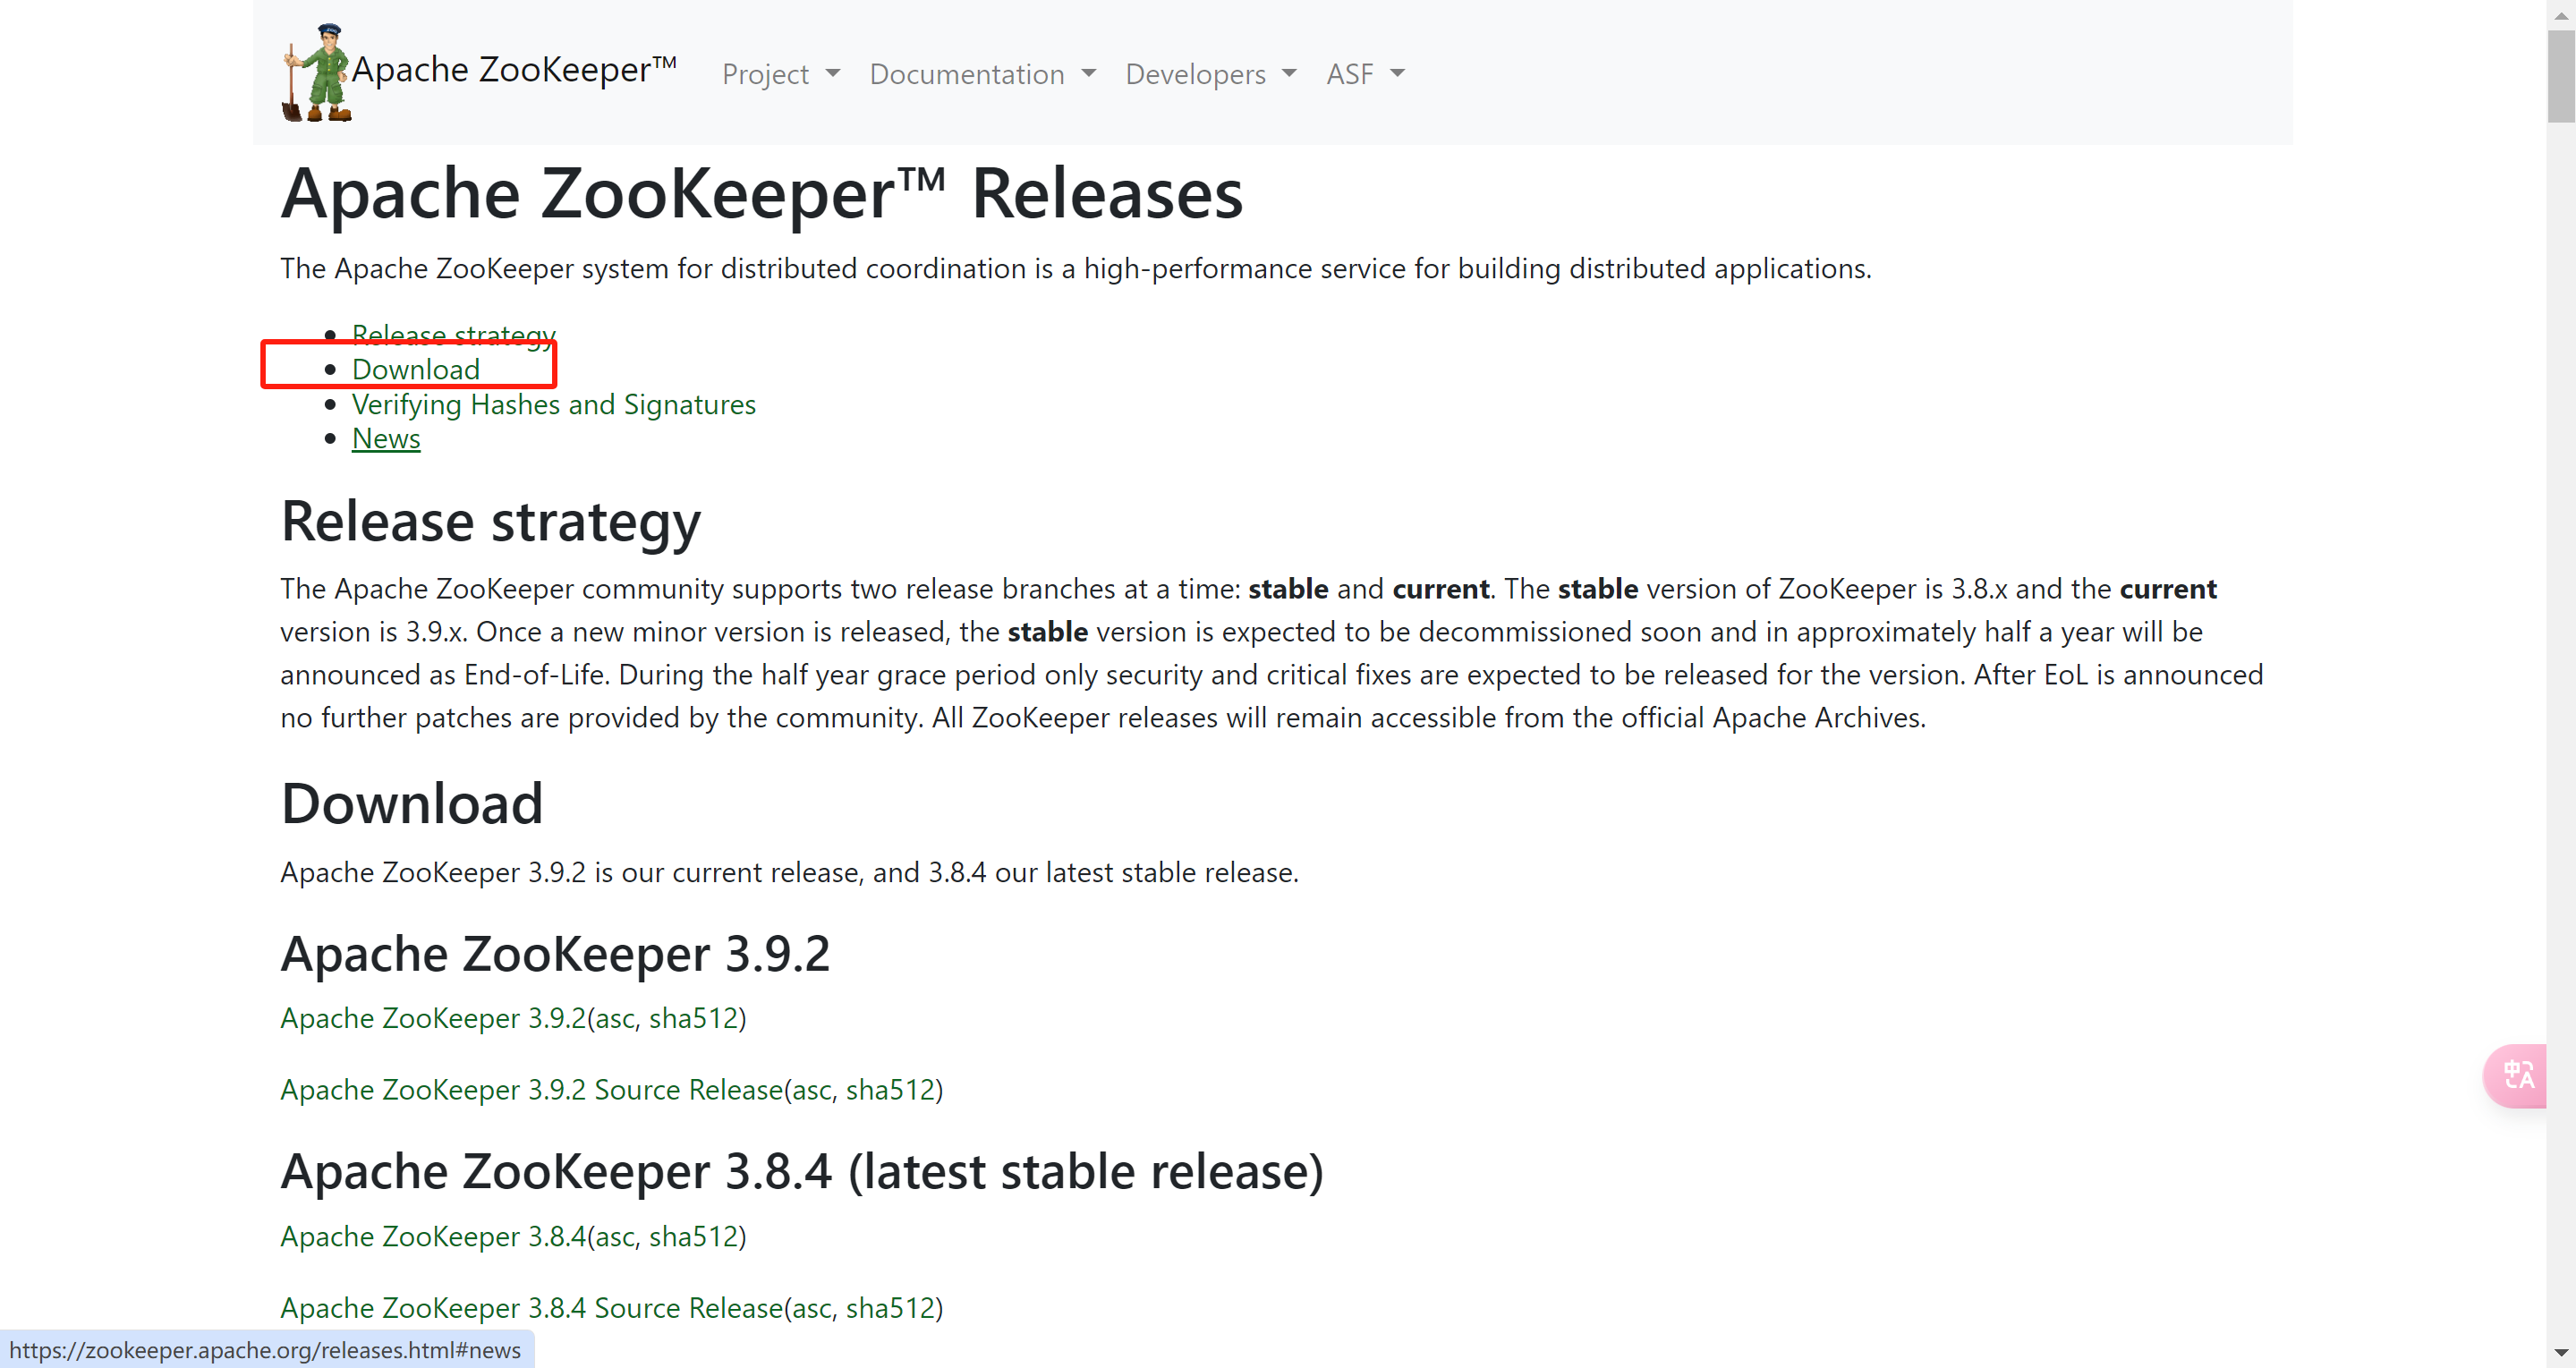 Apache ZooKeeper™
Project
Documentation
Developers
ASF
Apache ZooKeeper™ Releases
The Apache ZooKeeper system for distributed coordination is a high-performance service for building distributed applications.
Release strategy
Download
Verifying Hashes and Signatures
News
Release strategy
The Apache ZooKeeper community supports two release branches at a time: stable and current. The stable version of ZooKeeper is 3.8.x and the current
version is 3.9.x. Once a new minor version is released, the stable version is expected to be decommissioned soon and in approximately half a year will be
announced as End-of-Life. During the half year grace period only security and critical fixes are expected to be released for the version. After EoL is announced
no further patches are provided by the community. All ZooKeeper releases will remain accessible from the official Apache Archives.
Download
Apache ZooKeeper 3.9.2 is our current release, and 3.8.4 our latest stable release.
Apache ZooKeeper 3.9.2
Apache ZooKeeper 3.9.2(asc, sha512)
Apache ZooKeeper 3.9.2 Source Release(asc, sha512)
中A
Apache ZooKeeper 3.8.4 (latest stable release)
Apache ZooKeeper 3.8.4(asc, sha512)
Apache ZooKeeper 3.8.4 Source Release(asc, sha512)
https://zookeeper.apache.org/releases.html#news